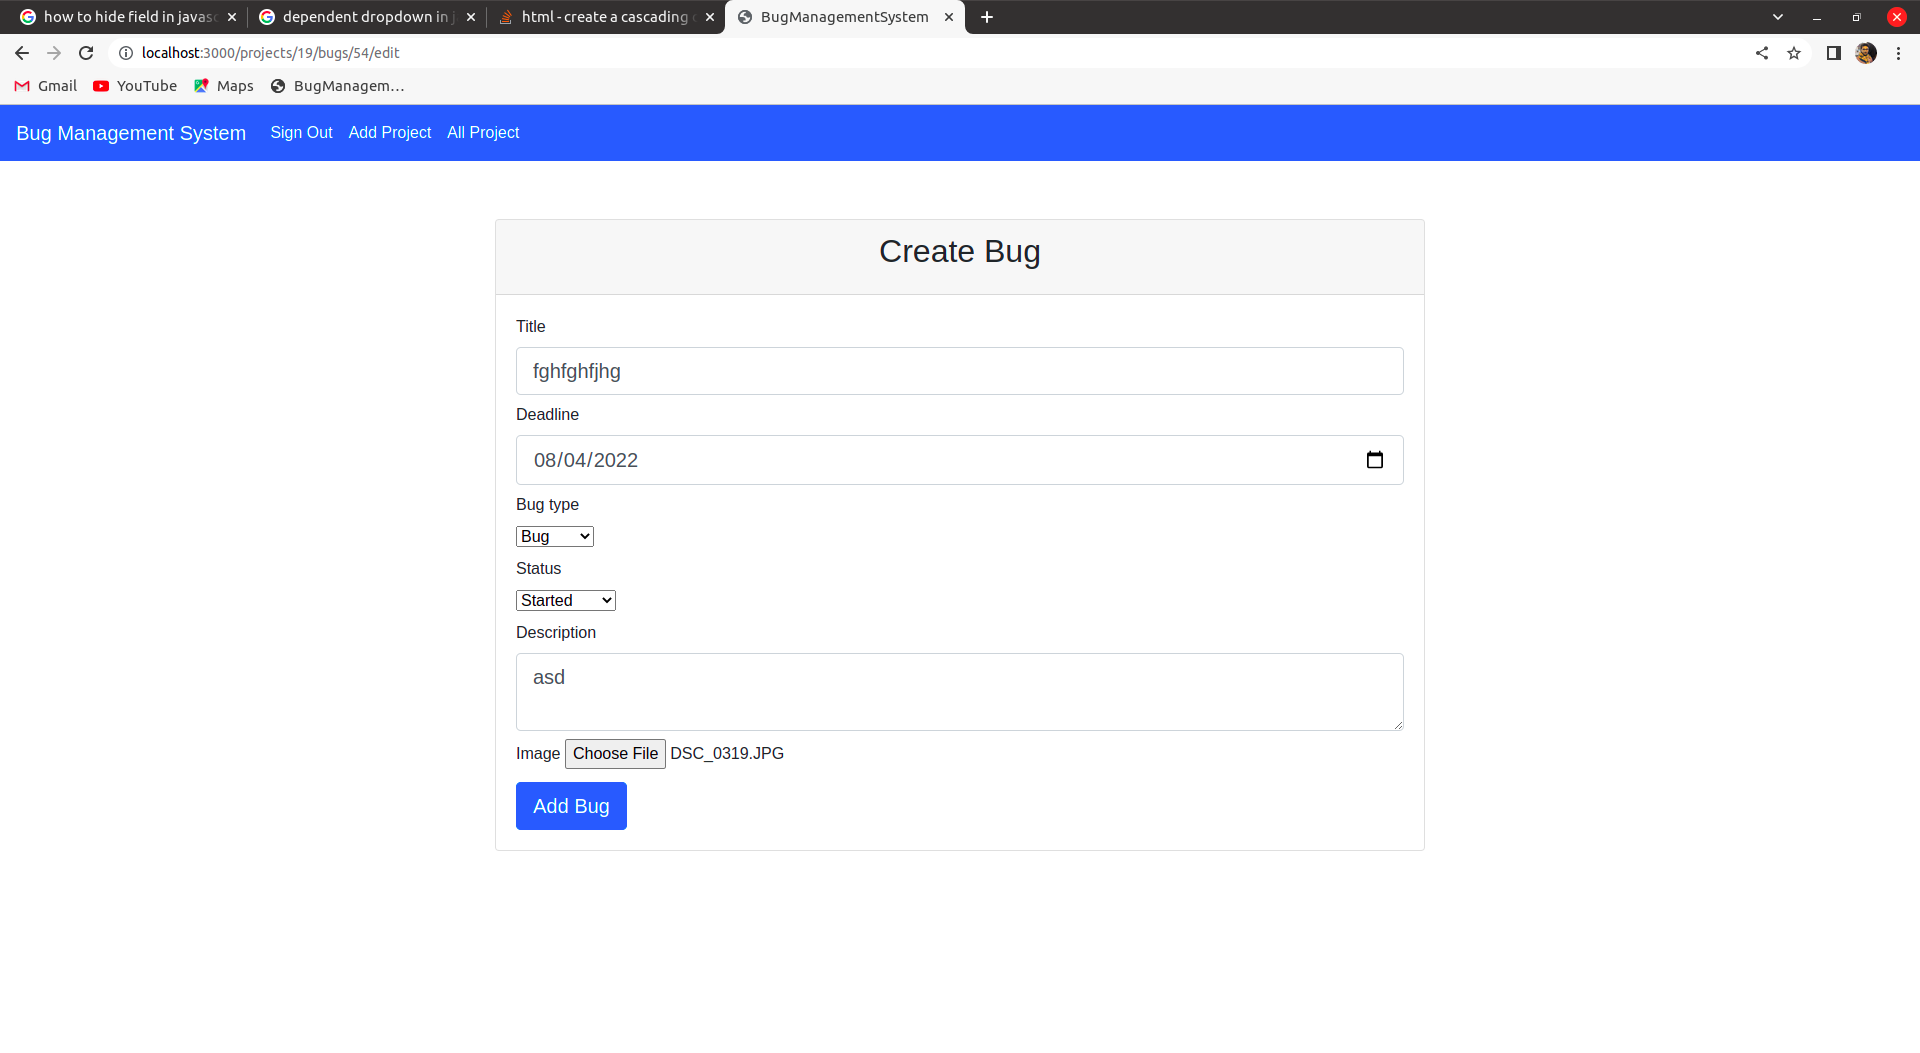 how to hide field in javasc
dependent dropdown in j
html - create a cascading
BugManagementSystem
localhost:3000/projects/19/bugs/54/edit
Gmail YouTube Maps BugManagem...
Bug Management System Sign Out Add Project All Project
Create Bug
Title
fghfghfjhg
Deadline
08/04/2022
Bug type
Bug
Status
Started
Description
asd
Image Choose File DSC_0319.JPG
Add Bug